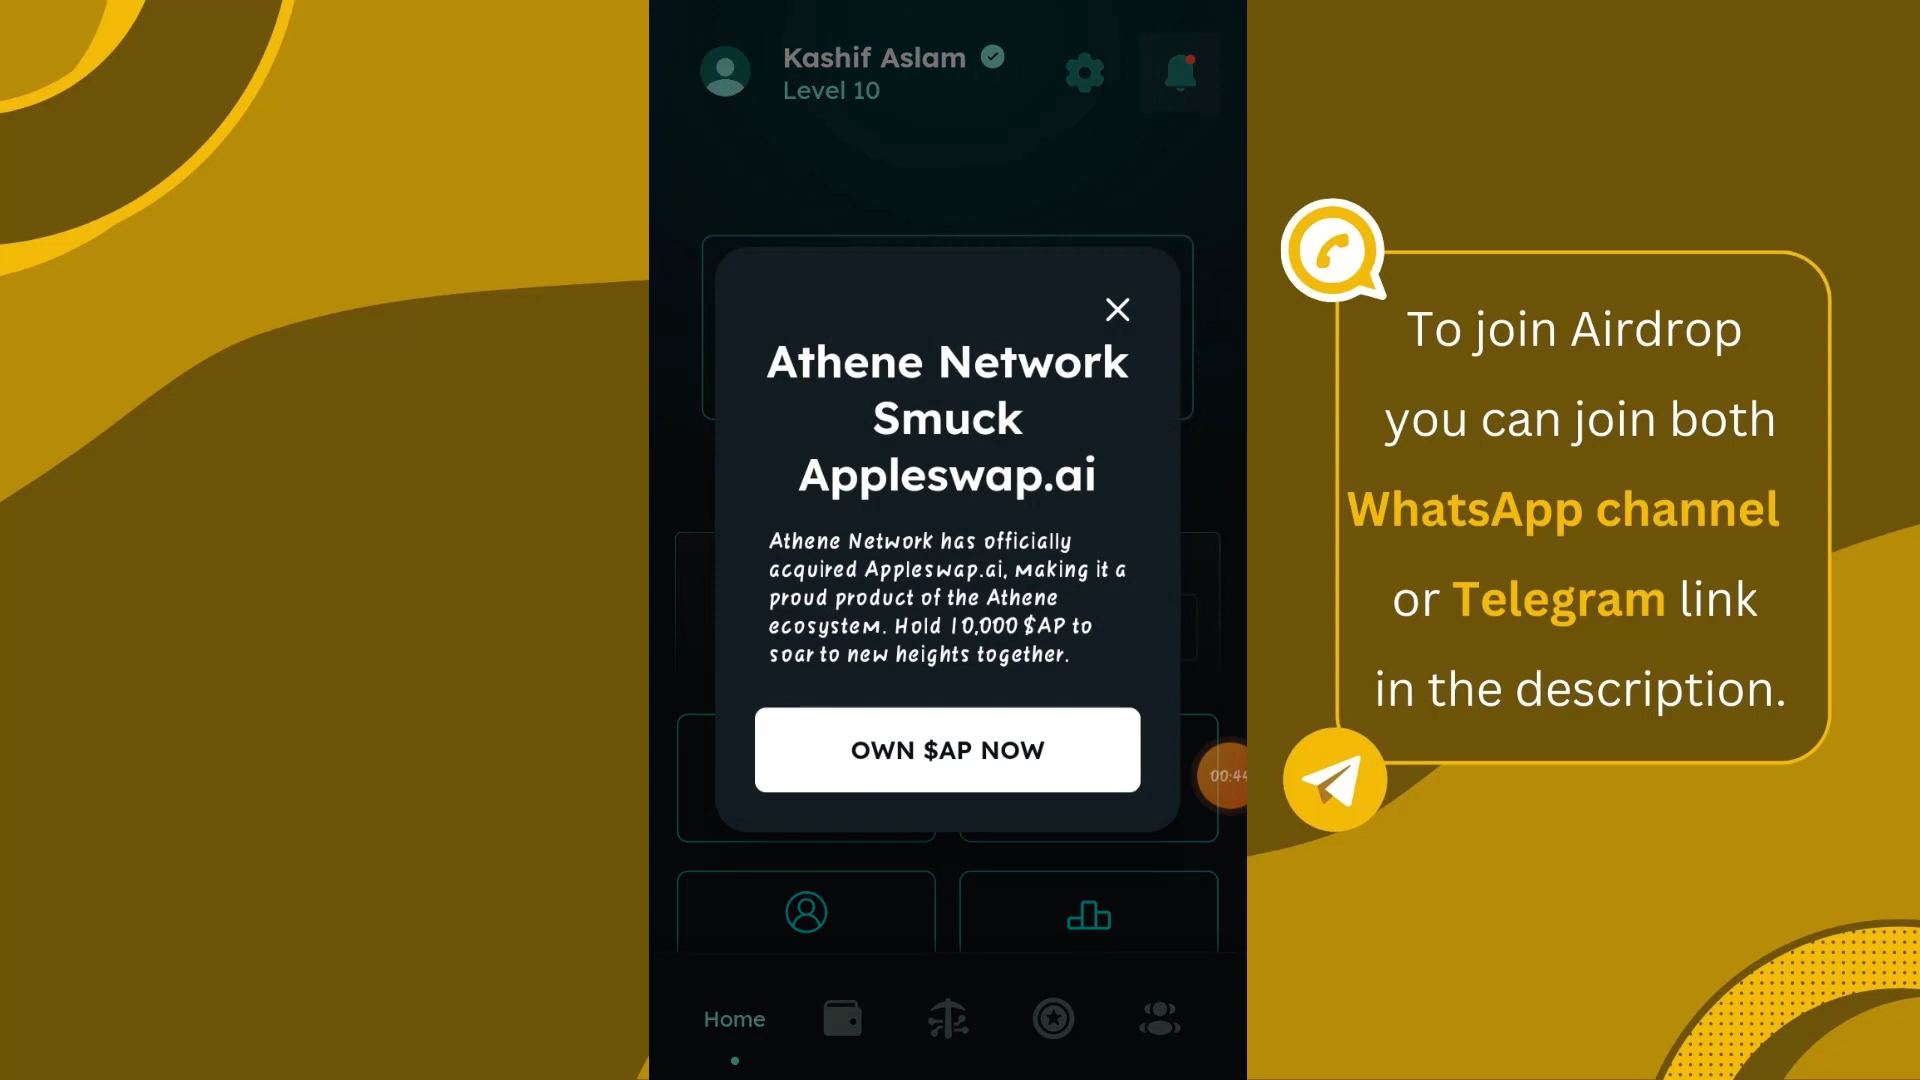 Kashif Aslam
Level 10
Athene Network
Smuck
Appleswap.ai
Athene Network has officially
acquired Appleswap.ai, making it a
proud product of the Athene
ecosystem. Hold 10,000 $AP to
soar to new heights together.
OWN $AP NOW
00:44
Home
To join Airdrop
you can join both
WhatsApp channel
or Telegram link
in the description.